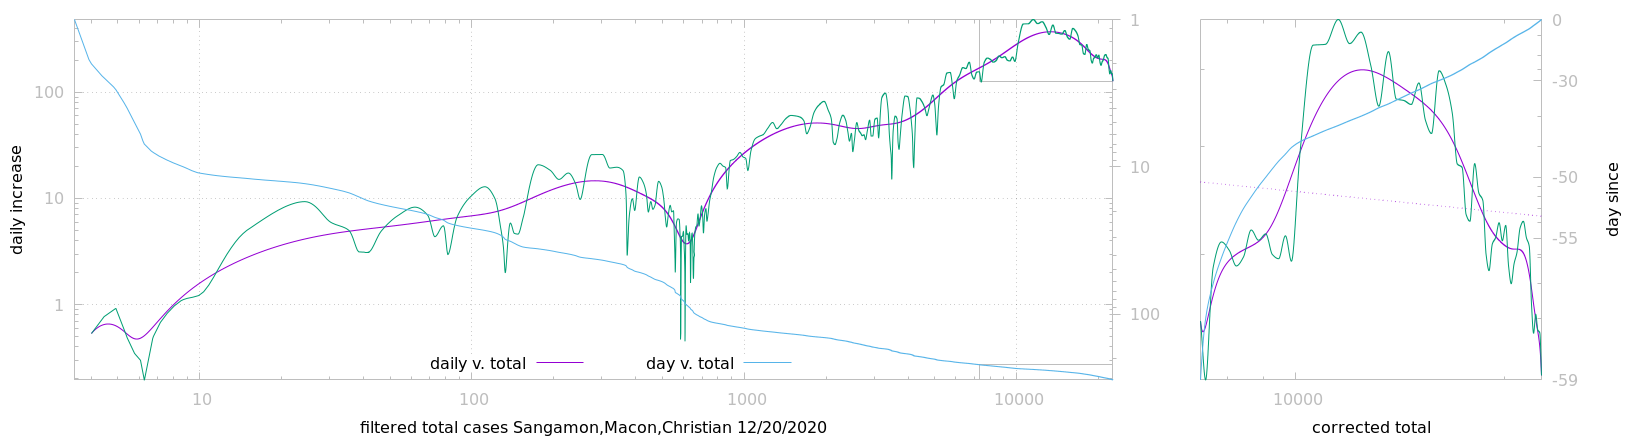 daily increase
100
10
1
10
100
1000
10000
1
10
100
daily v. total
day v. total
filtered total cases Sangamon,Macon,Christian 12/20/2020
10000
corrected total
0
-30
-50
-55
-59
day since